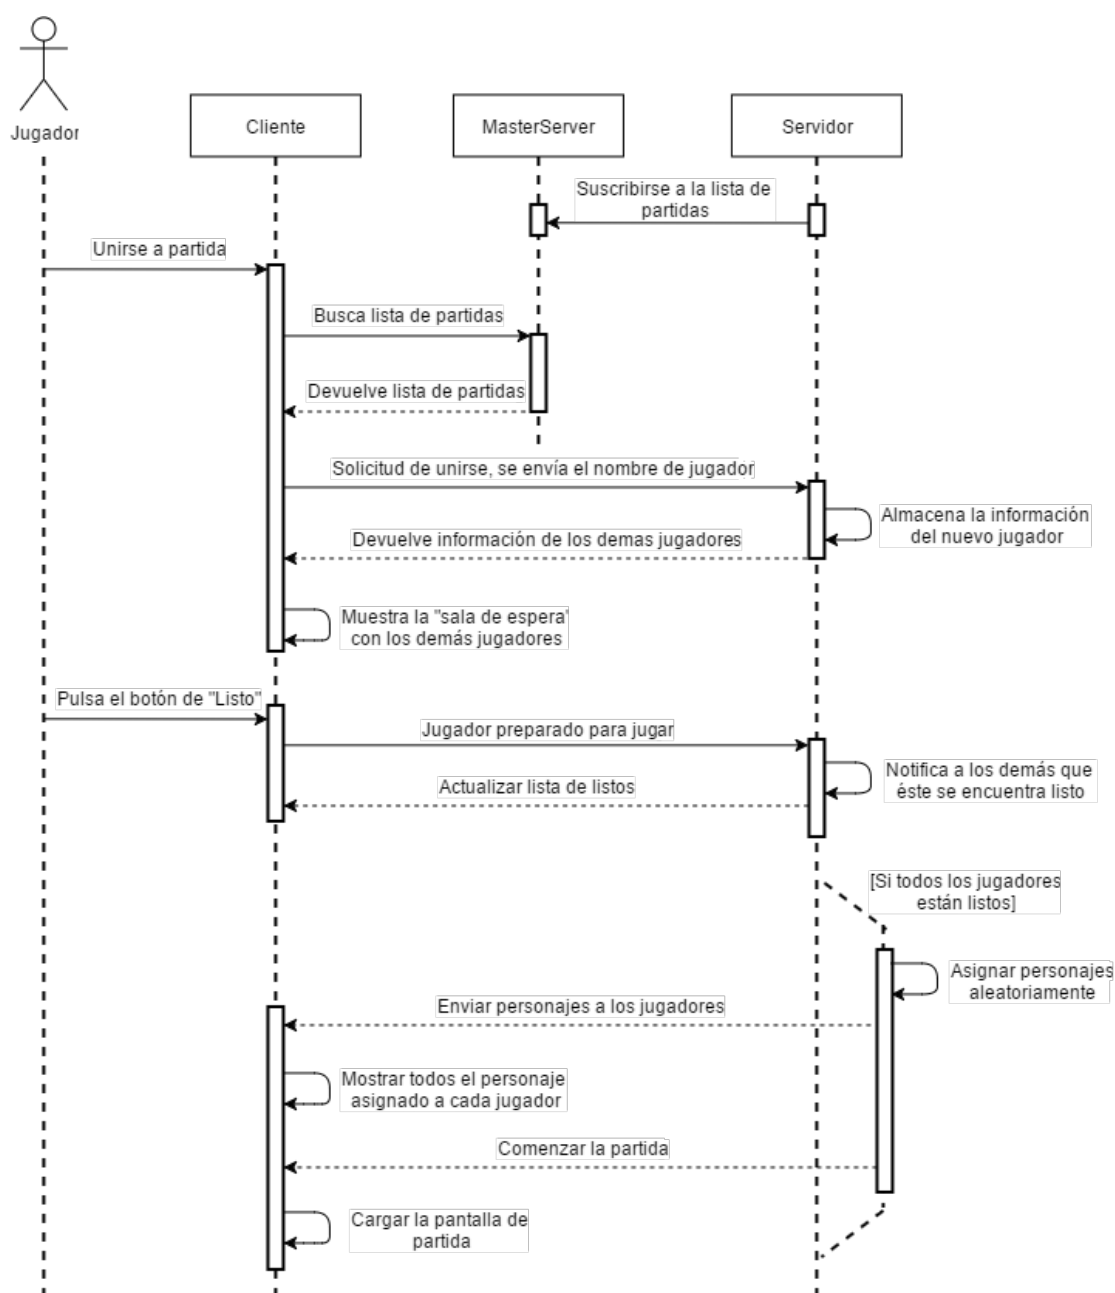 Jugador
Cliente
MasterServer
Servidor
Suscribirse a la lista de
partidas
Unirse a partida
Busca lista de partidas
Devuelve lista de partidas
Solicitud de unirse, se envía el nombre de jugador
Almacena la información
del nuevo jugador
Devuelve información de los demas jugadores
Muestra la "sala de espera"
con los demás jugadores
Pulsa el botón de "Listo"
Jugador preparado para jugar
Notifica a los demás que
éste se encuentra listo
Actualizar lista de listos
[Si todos los jugadores
están listos]
Asignar personajes
aleatoriamente
Enviar personajes a los jugadores
Mostrar todos el personaje
asignado a cada jugador
Comenzar la partida
Cargar la pantalla de
partida